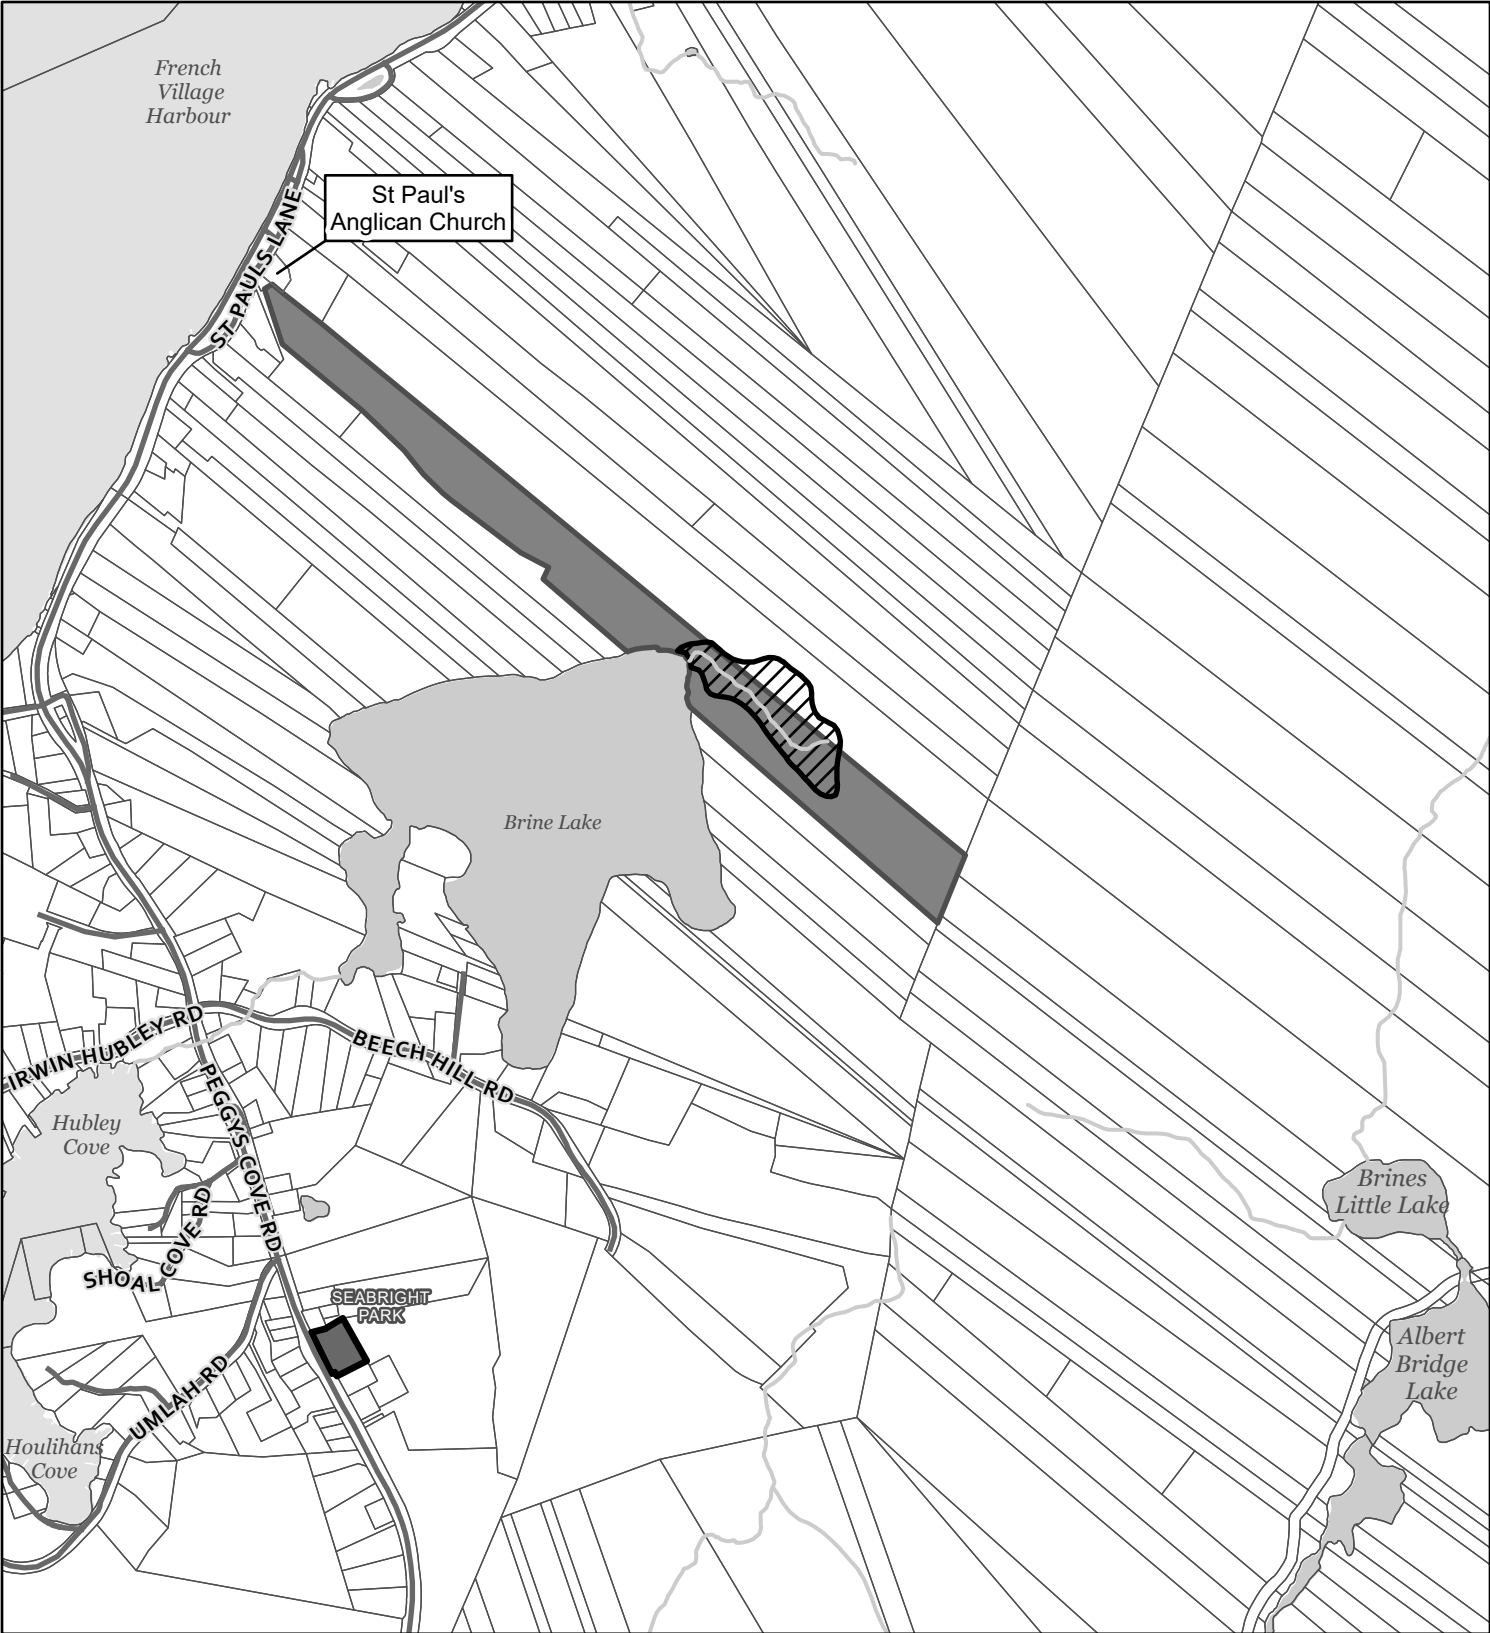 French
Village
Harbour
St Paul's
Anglican Church
ST PAULS LANE
Brine Lake
IRWIN HUBLEY RD
BEECH HILL RD
PEGGYS COVE RD
Hubley
Cove
SHOAL COVE RD
Brines
Little Lake
SEABRIGHT
PARK
UMLAH RD
Albert
Bridge
Lake
Houlihans
Cove